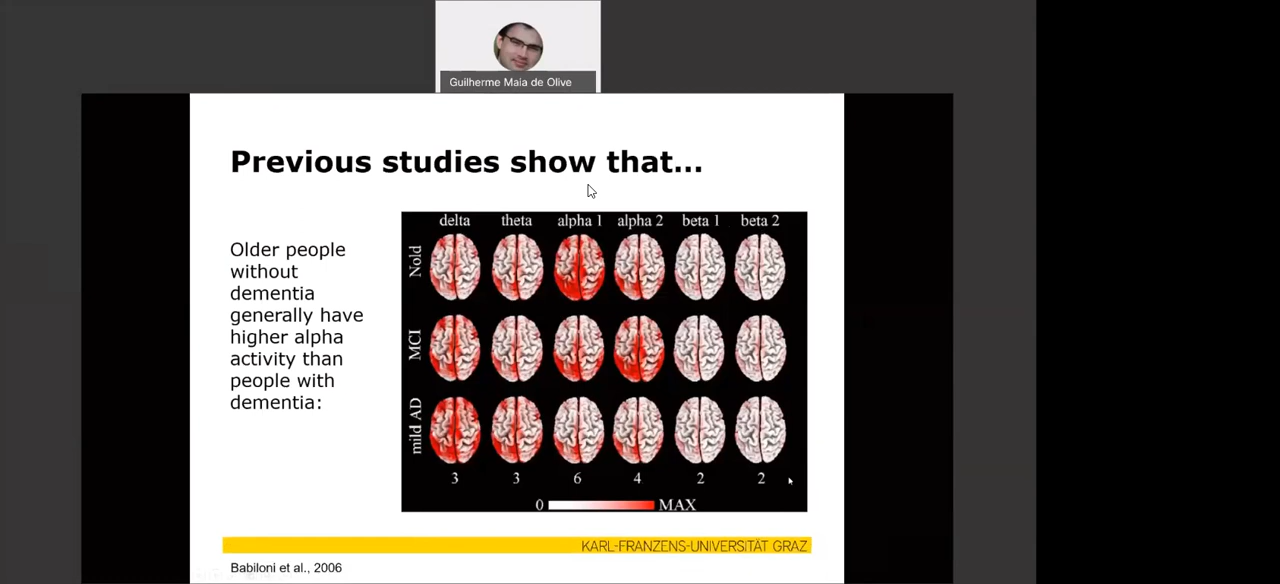 Guilherme Maia de Olive
Previous studies show that...
Older people
without
dementia
generally have
higher alpha
activity than
people with
dementia:
delta theta alpha 1 alpha 2 beta 1 beta 2
Nold
MCI
mild AD
3 3 6 4 2 2
0 MAX
KARL-FRANZENS-UNIVERSITÄT GRAZ
Babiloni et al., 2006